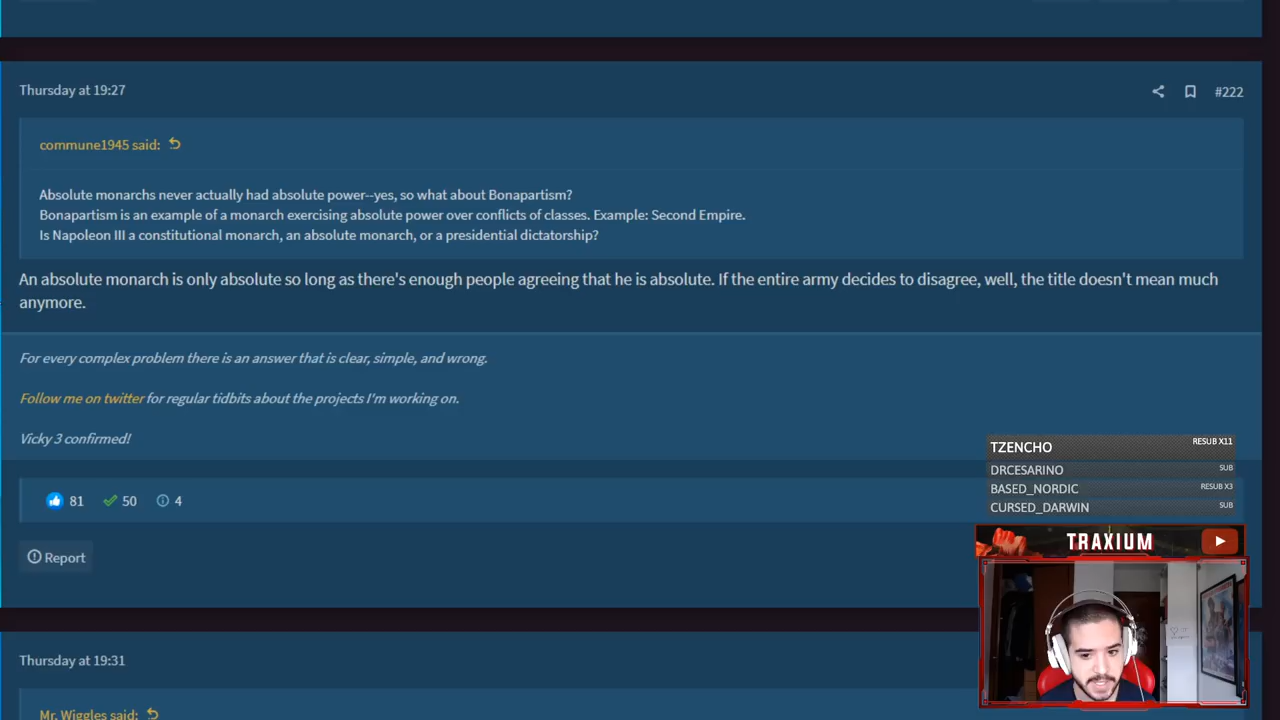 Thursday at 19:27
#222
commune1945 said:
Absolute monarchs never actually had absolute power--yes, so what about Bonapartism?
Bonapartism is an example of a monarch exercising absolute power over conflicts of classes. Example: Second Empire.
Is Napoleon III a constitutional monarch, an absolute monarch, or a presidential dictatorship?
An absolute monarch is only absolute so long as there's enough people agreeing that he is absolute. If the entire army decides to disagree, well, the title doesn't mean much
anymore.
For every complex problem there is an answer that is clear, simple, and wrong.
Follow me on twitter for regular tidbits about the projects I'm working on.
Vicky 3 confirmed!
TZENCHO RESUB X11
DRCESARINO SUB
BASED_NORDIC RESUB X3
CURSED_DARWIN SUB
81 50 4
TRAXIUM
Report
Thursday at 19:31
Mr. Wiggles said: